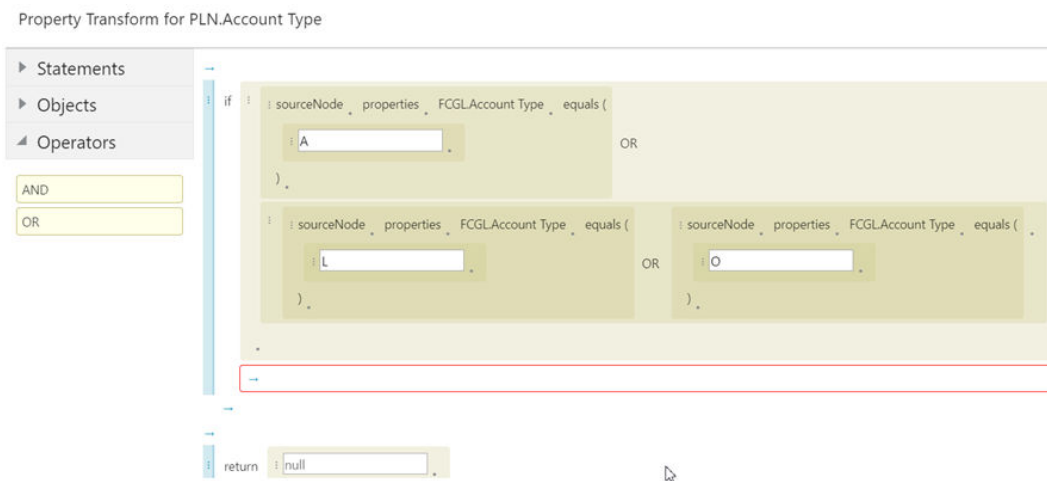 Property Transform for PLN.Account Type
Statements
Objects
Operators
AND
OR
if sourceNode . properties . FCGL.Account Type . equals (
A .
) . OR
sourceNode . properties . FCGL.Account Type . equals (
L .
) . OR
sourceNode . properties . FCGL.Account Type . equals ( .
O .
) .
.
return null .